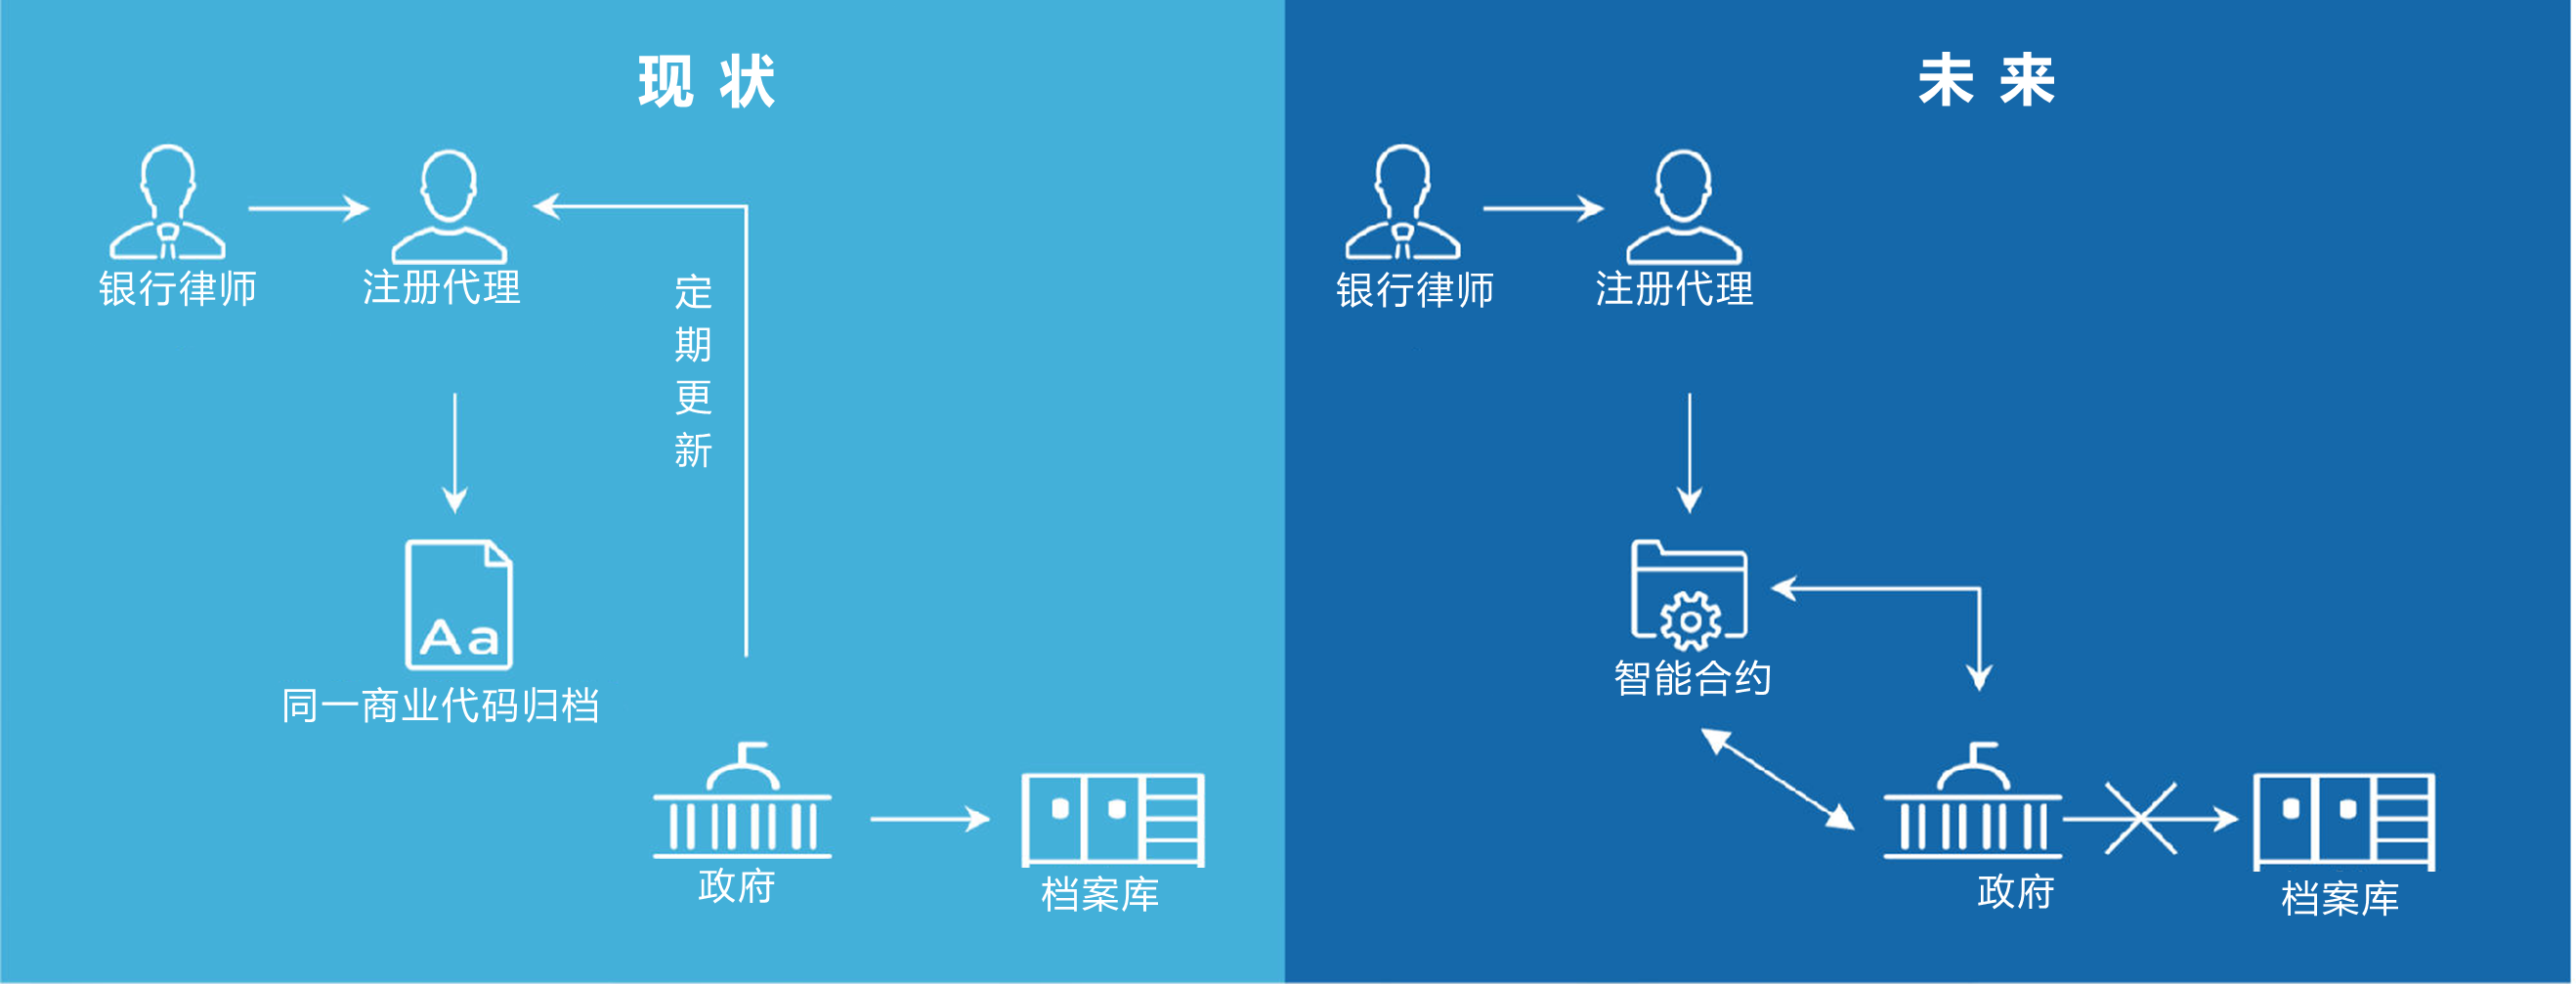 现状
银行律师
注册代理
定期更新
Aa
同一商业代码归档
政府
档案库
未来
银行律师
注册代理
智能合约
政府
档案库